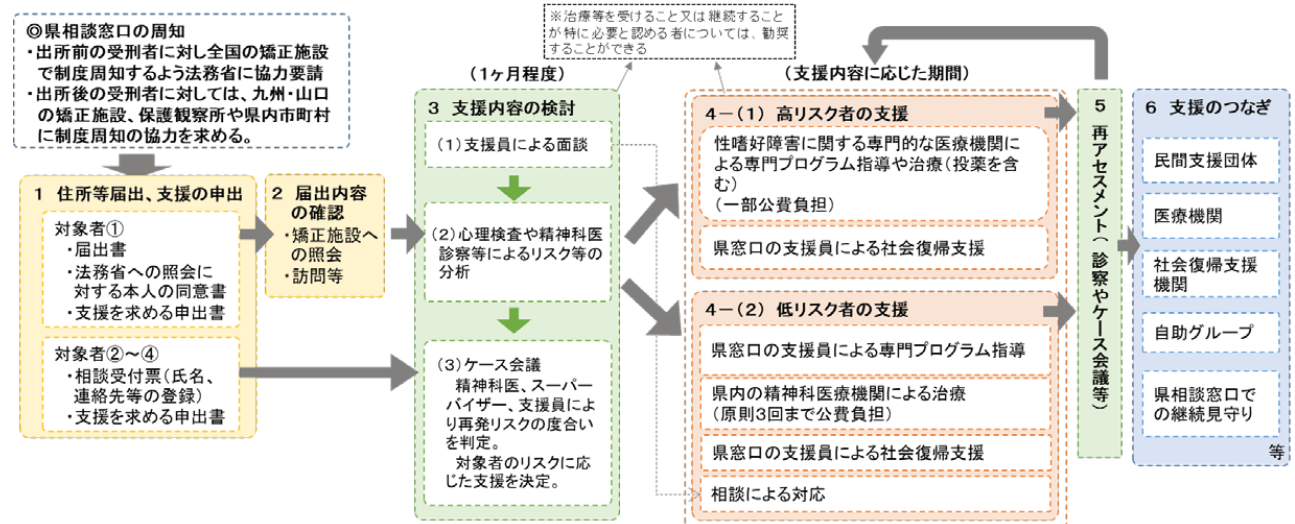 ◎県相談窓口の周知
・出所前の受刑者に対し全国の矯正施設
で制度周知するよう法務省に協力要請
・出所後の受刑者に対しては、九州・山口
の矯正施設、保護観察所や県内市町村
に制度周知の協力を求める。
1 住所等届出、支援の申出
対象者①
・届出書
・法務省への照会に
対する本人の同意書
・支援を求める申出書
対象者②～④
・相談受付票(氏名、
連絡先等の登録)
・支援を求める申出書
2 届出内容
の確認
・矯正施設へ
の照会
・訪問等
(1ヶ月程度)
3 支援内容の検討
(1)支援員による面談
(2)心理検査や精神科医
診察等によるリスク等の
分析
(3)ケース会議
精神科医、スーパー
バイザー、支援員によ
り再発リスクの度合い
を判定。
対象者のリスクに応
じた支援を決定。
※治療等を受けること又は継続すること
が特に必要と認める者については、勧奨
することができる
(支援内容に応じた期間)
4－(1) 高リスク者の支援
性嗜好障害に関する専門的な医療機関
による専門プログラム指導や治療(投薬を含
む)
(一部公費負担)
県窓口の支援員による社会復帰支援
4－(2) 低リスク者の支援
県窓口の支援員による専門プログラム指導
県内の精神科医療機関による治療
(原則3回まで公費負担)
県窓口の支援員による社会復帰支援
相談による対応
5 再アセスメント(診察やケース会議等)
6 支援のつなぎ
民間支援団体
医療機関
社会復帰支援
機関
自助グループ
県相談窓口で
の継続見守り
等